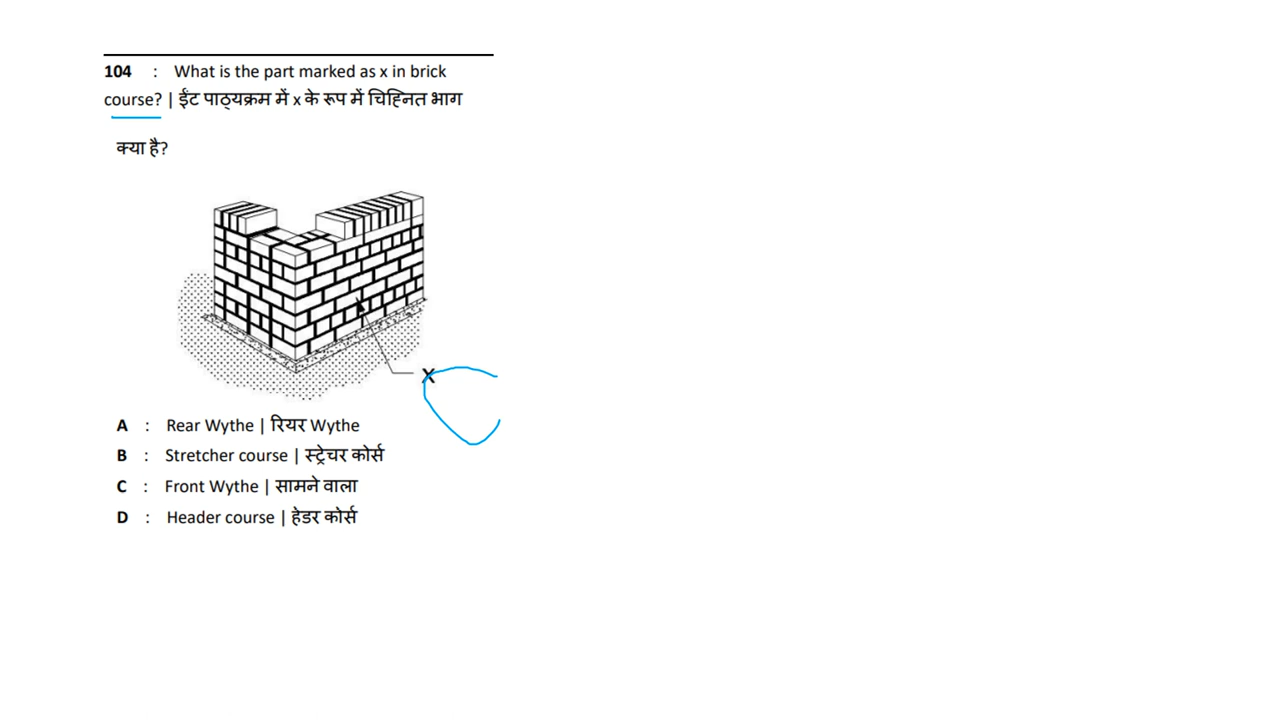 104 : What is the part marked as x in brick
course? | ईंट पाठ्यक्रम में x के रूप में चिह्नित भाग
क्या है?
X
A : Rear Wythe | रियर Wythe
B : Stretcher course | स्ट्रेचर कोर्स
C : Front Wythe | सामने वाला
D : Header course | हेडर कोर्स